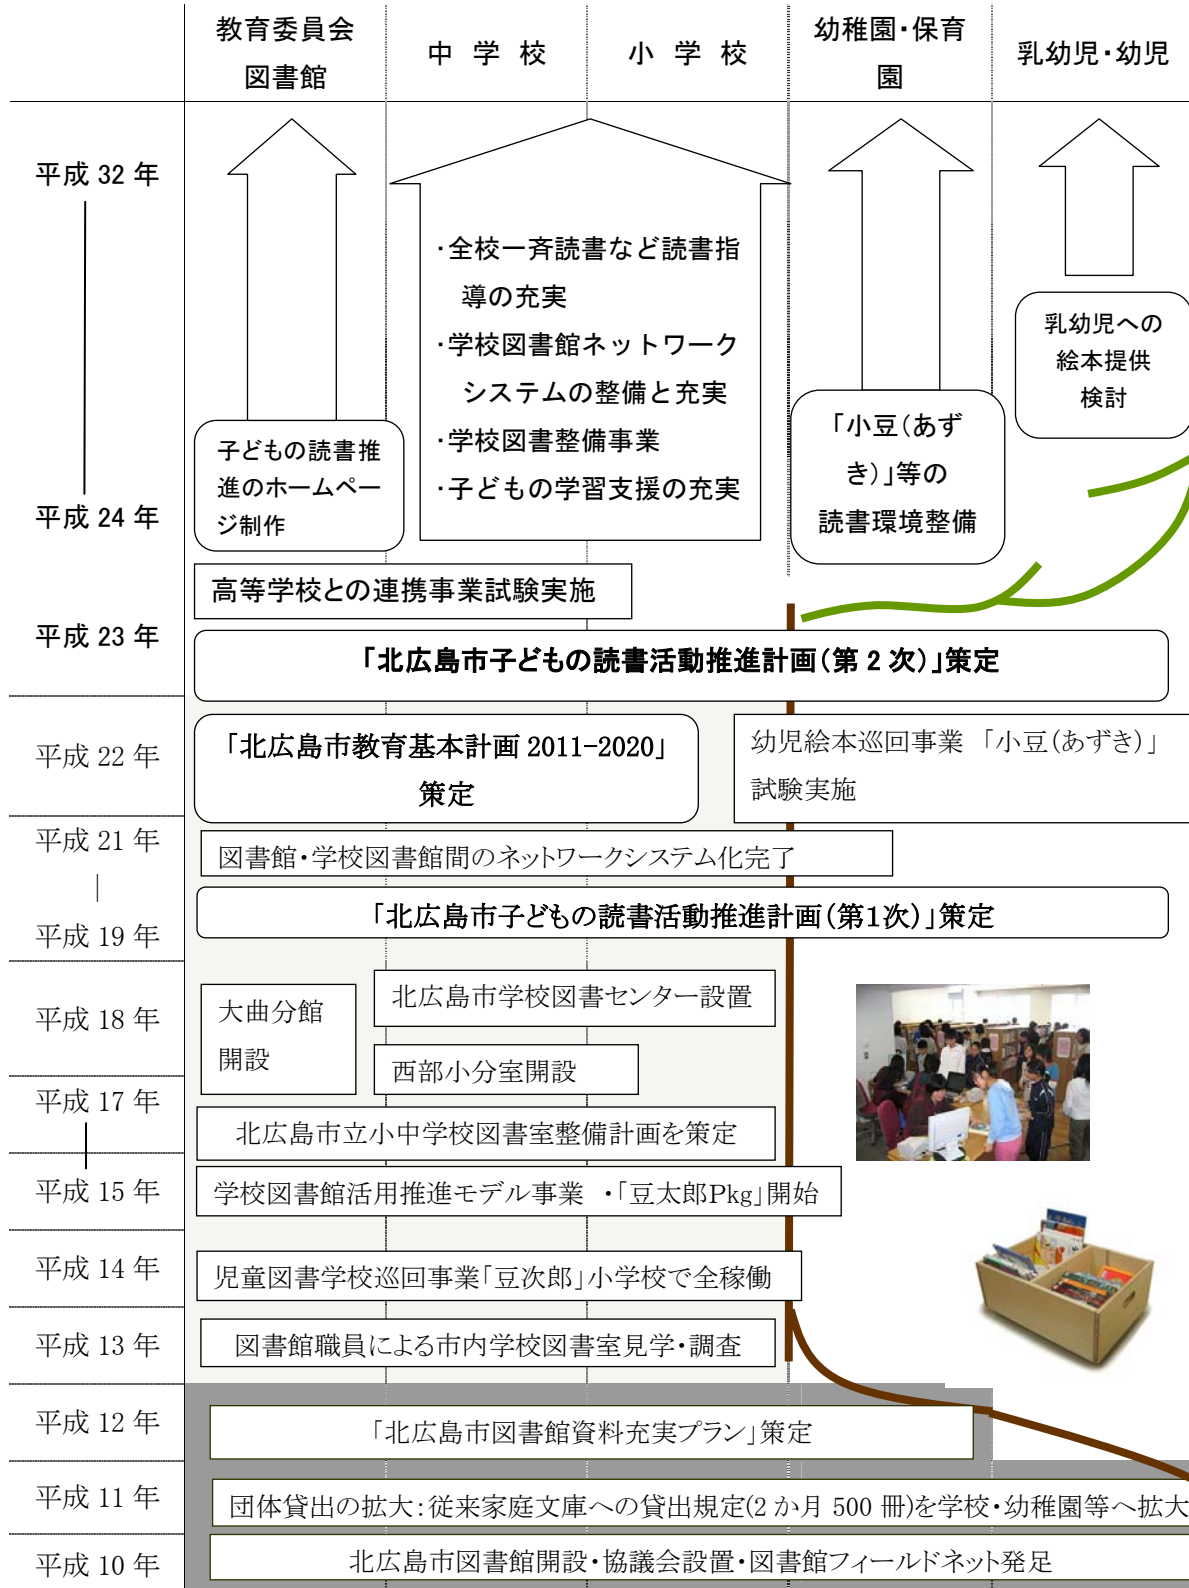 教育委員会
図書館
中学校
小学校
幼稚園・保育
園
乳幼児・幼児
平成 32 年
・全校一斉読書など読書指
導の充実
・学校図書館ネットワーク
システムの整備と充実
・学校図書整備事業
・子どもの学習支援の充実
乳幼児への
絵本提供
検討
「小豆(あず
き)」等の
読書環境整備
子どもの読書推
進のホームペー
ジ制作
平成 24 年
高等学校との連携事業試験実施
平成 23 年
「北広島市子どもの読書活動推進計画(第 2 次)」策定
平成 22 年
「北広島市教育基本計画 2011-2020」
策定
幼児絵本巡回事業 「小豆(あずき)」
試験実施
平成 21 年
図書館・学校図書館間のネットワークシステム化完了
「北広島市子どもの読書活動推進計画(第1次)」策定
平成 19 年
平成 18 年
大曲分館
開設
北広島市学校図書センター設置
西部小分室開設
平成 17 年
北広島市立小中学校図書室整備計画を策定
平成 15 年
学校図書館活用推進モデル事業 ・「豆太郎Pkg」開始
平成 14 年
児童図書学校巡回事業「豆次郎」小学校で全稼働
平成 13 年
図書館職員による市内学校図書室見学・調査
平成 12 年
「北広島市図書館資料充実プラン」策定
平成 11 年
団体貸出の拡大：従来家庭文庫への貸出規定(2 か月 500 冊)を学校・幼稚園等へ拡大
平成 10 年
北広島市図書館開設・協議会設置・図書館フィールドネット発足